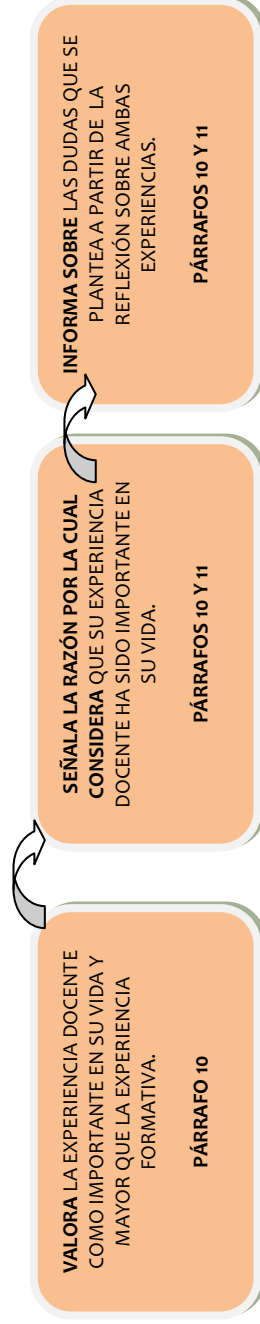 VALORA LA EXPERIENCIA DOCENTE
COMO IMPORTANTE EN SU VIDA Y
MAYOR QUE LA EXPERIENCIA
FORMATIVA.
PÁRRAFO 10
SEÑALA LA RAZÓN POR LA CUAL
CONSIDERA QUE SU EXPERIENCIA
DOCENTE HA SIDO IMPORTANTE EN
SU VIDA.
PÁRRAFOS 10 Y 11
INFORMA SOBRE LAS DUDAS QUE SE
PLANTEA A PARTIR DE LA
REFLEXIÓN SOBRE AMBAS
EXPERIENCIAS.
PÁRRAFOS 10 Y 11